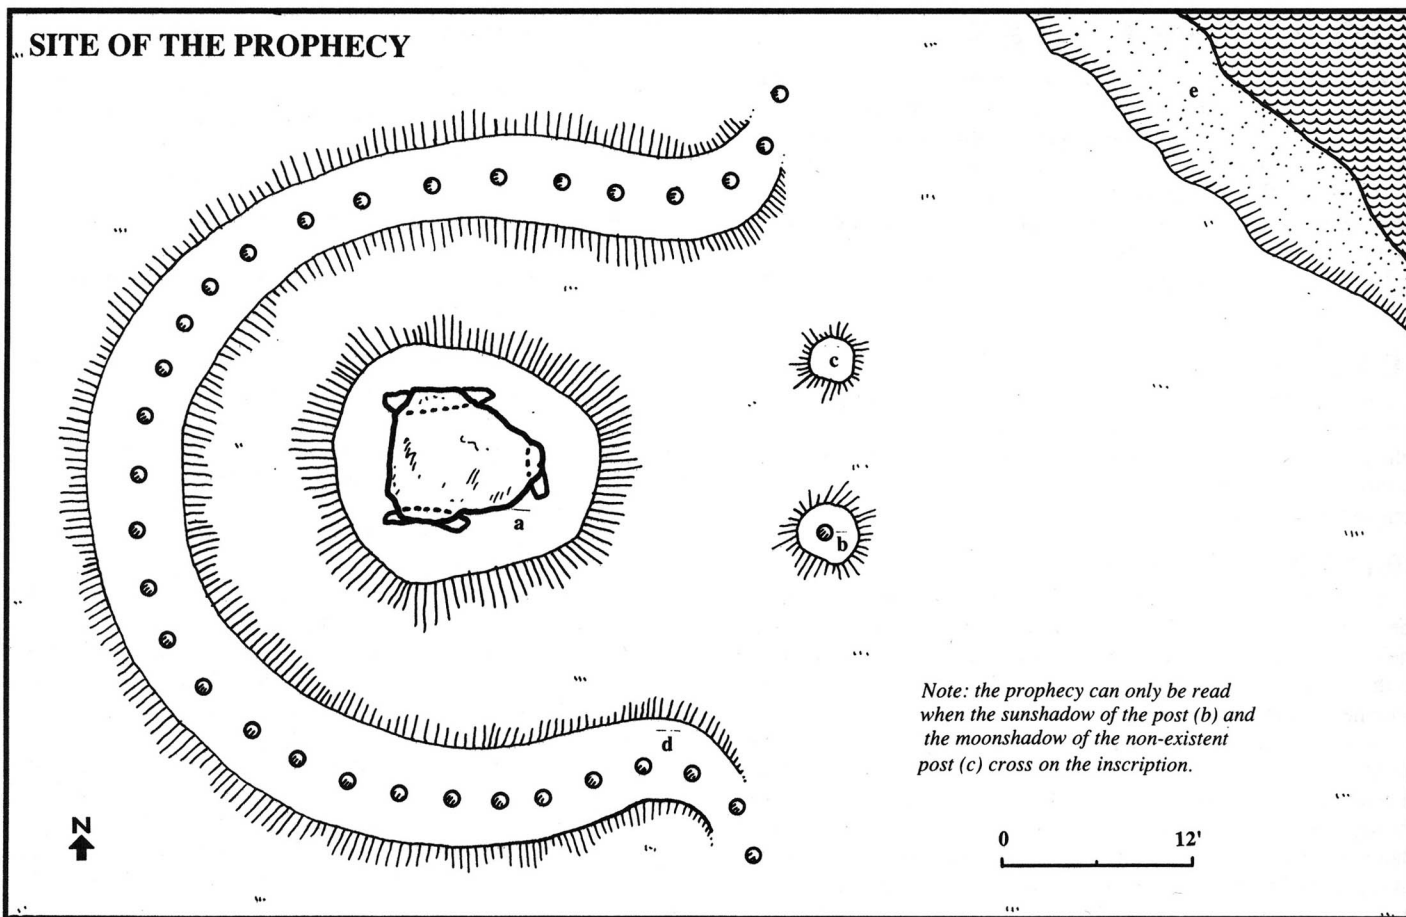 SITE OF THE PROPHECY
e
c
a
b
d
Note: the prophecy can only be read
when the sunshadow of the post (b) and
the moonshadow of the non-existent
post (c) cross on the inscription.
N
0 12'